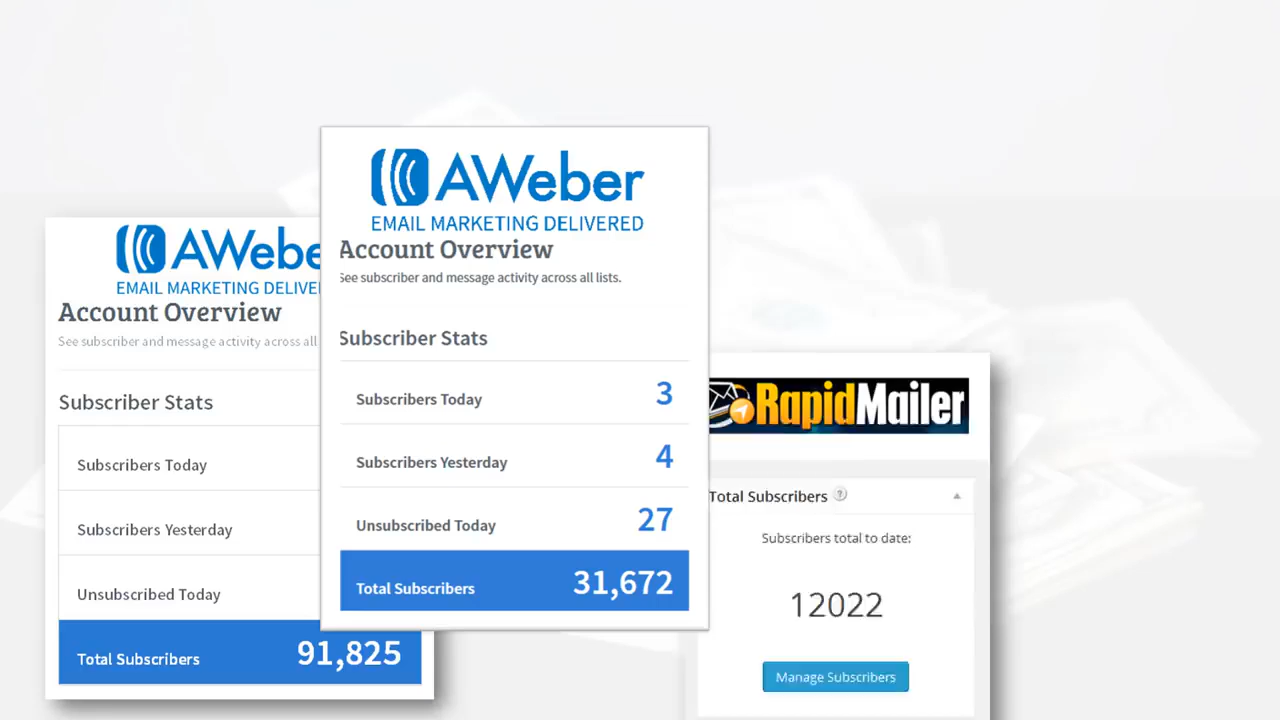 AWebe
EMAIL MARKETING DELIVE
Account Overview
See subscriber and message activity across all
Subscriber Stats
Subscribers Today
Subscribers Yesterday
Unsubscribed Today
Total Subscribers 91,825
AWeber
EMAIL MARKETING DELIVERED
Account Overview
See subscriber and message activity across all lists.
Subscriber Stats
Subscribers Today 3
Subscribers Yesterday 4
Unsubscribed Today 27
Total Subscribers 31,672
RapidMailer
Total Subscribers ?
Subscribers total to date:
12022
Manage Subscribers